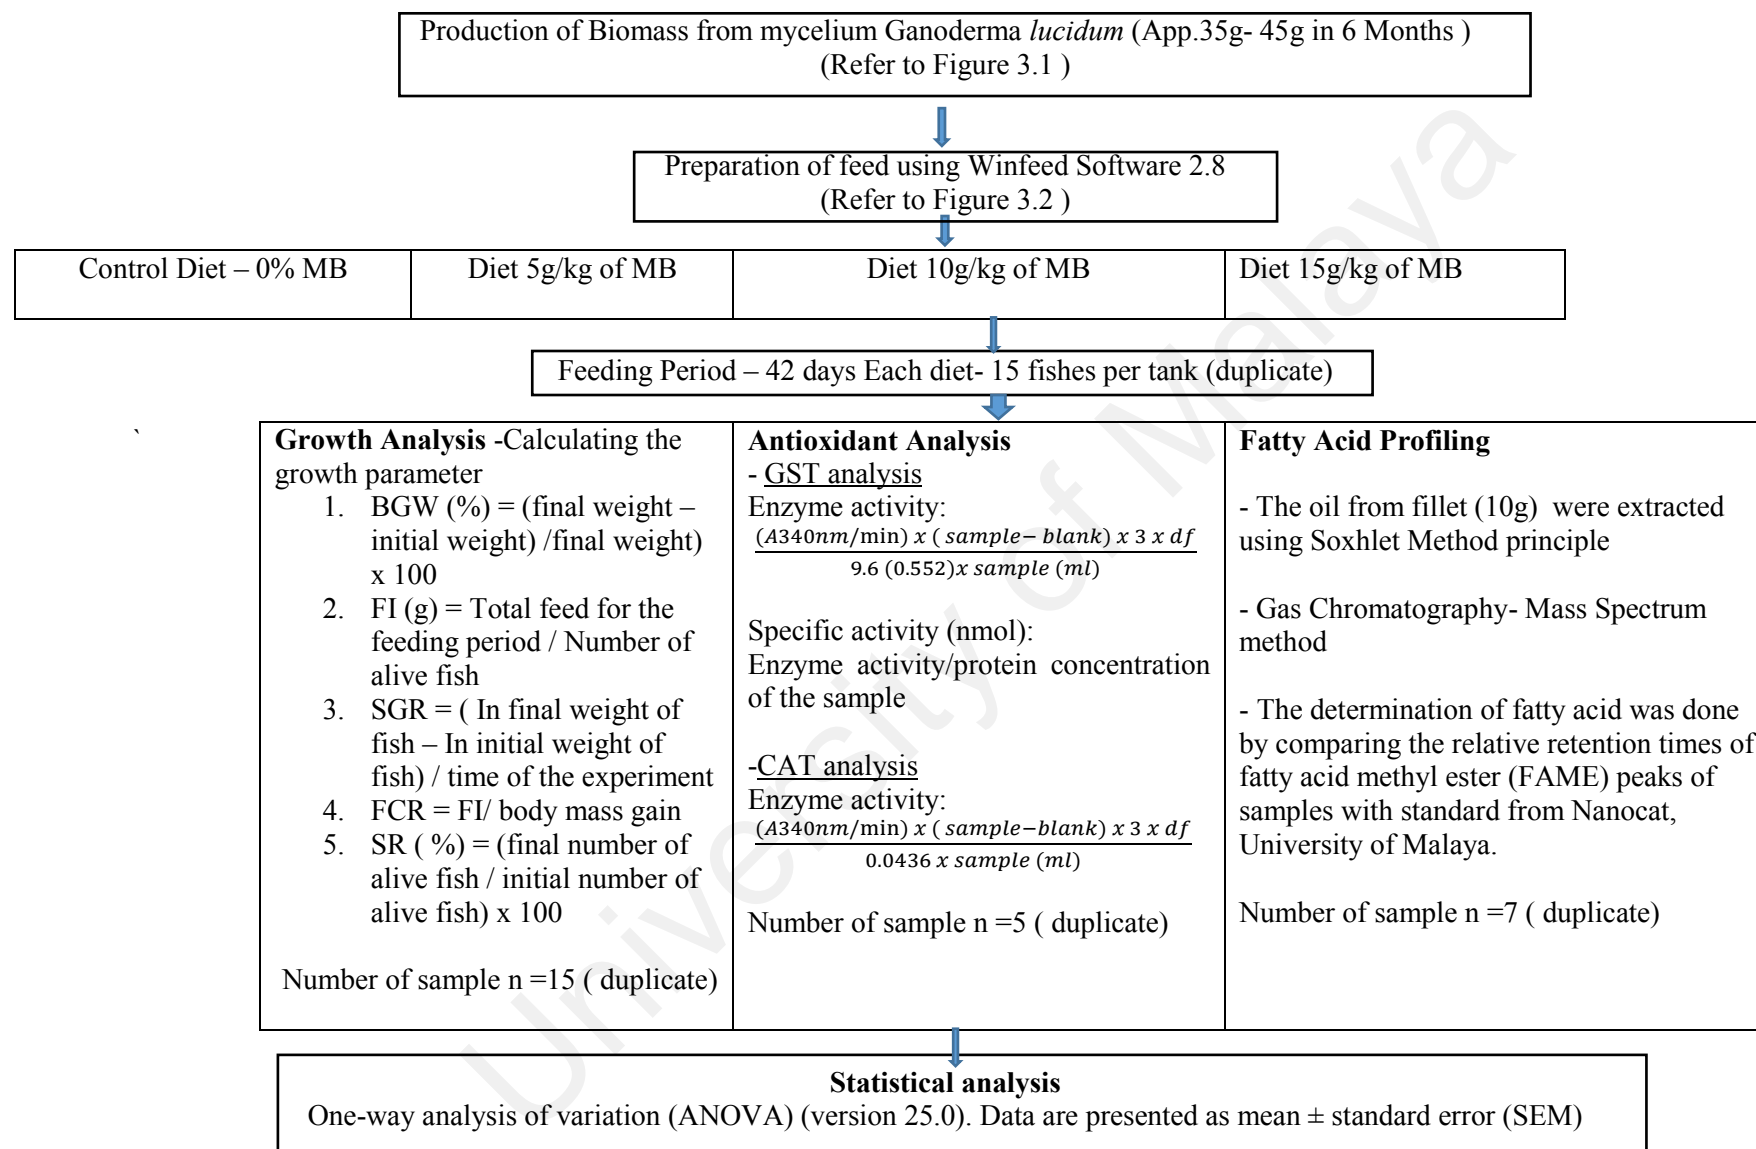 Production of Biomass from mycelium Ganoderma lucidum (App.35g- 45g in 6 Months )
(Refer to Figure 3.1 )
Preparation of feed using Winfeed Software 2.8
(Refer to Figure 3.2 )
Control Diet – 0% MB
Diet 5g/kg of MB
Diet 10g/kg of MB
Diet 15g/kg of MB
Feeding Period – 42 days Each diet- 15 fishes per tank (duplicate)
`
Growth Analysis -Calculating the
growth parameter
1. BGW (%) = (final weight –
initial weight) /final weight)
x 100
2. FI (g) = Total feed for the
feeding period / Number of
alive fish
3. SGR = ( In final weight of
fish – In initial weight of
fish) / time of the experiment
4. FCR = FI/ body mass gain
5. SR ( %) = (final number of
alive fish / initial number of
alive fish) x 100
Number of sample n =15 ( duplicate)
Antioxidant Analysis
- GST analysis
Enzyme activity:
(A340nm/min) x ( sample− blank) x 3 x df
9.6 (0.552)x sample (ml)
Specific activity (nmol):
Enzyme activity/protein concentration
of the sample
-CAT analysis
Enzyme activity:
(A340nm/min) x ( sample−blank) x 3 x df
0.0436 x sample (ml)
Number of sample n =5 ( duplicate)
Fatty Acid Profiling
- The oil from fillet (10g) were extracted
using Soxhlet Method principle
- Gas Chromatography- Mass Spectrum
method
- The determination of fatty acid was done
by comparing the relative retention times of
fatty acid methyl ester (FAME) peaks of
samples with standard from Nanocat,
University of Malaya.
Number of sample n =7 ( duplicate)
Statistical analysis
One-way analysis of variation (ANOVA) (version 25.0). Data are presented as mean ± standard error (SEM)
University of Malaya